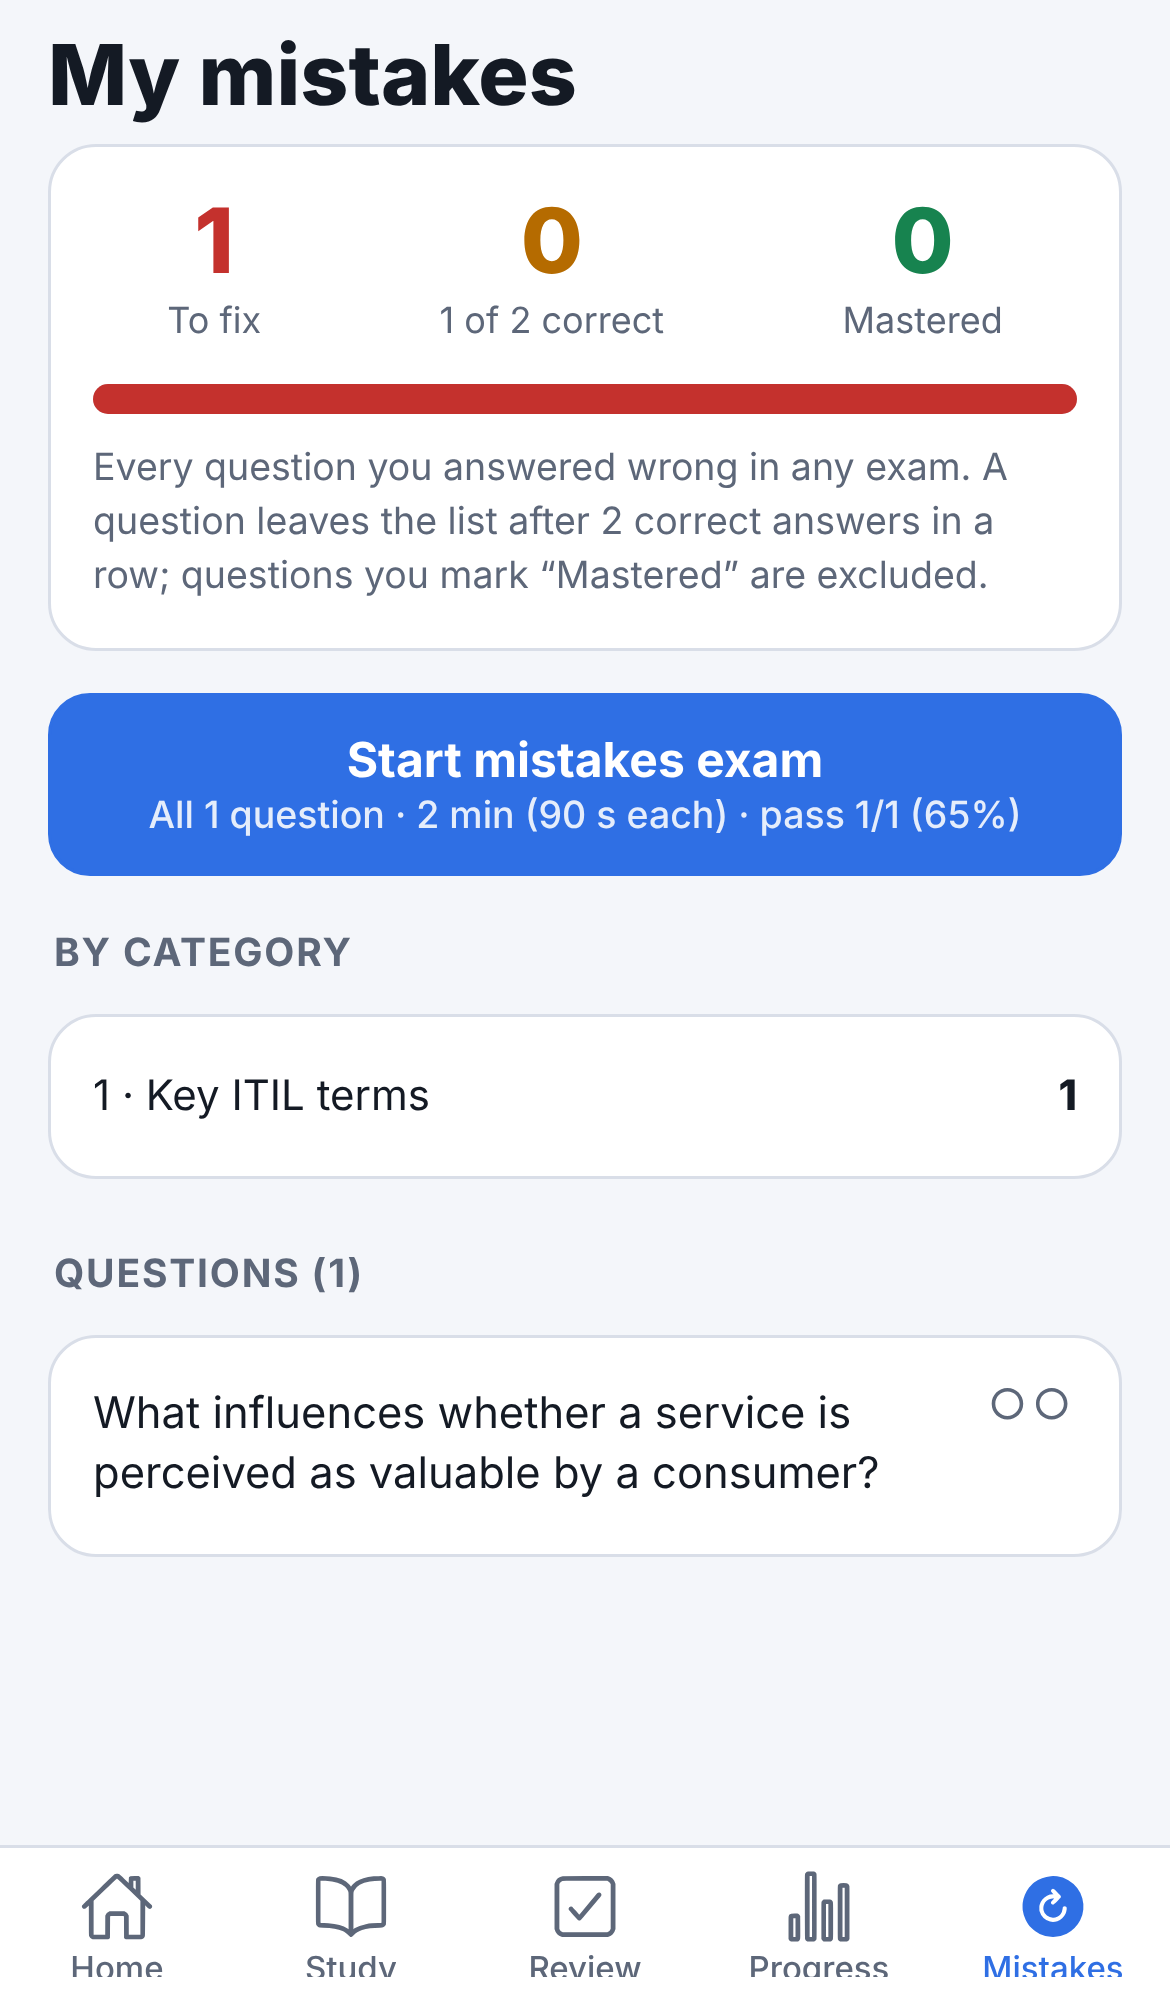 My mistakes
1
0
0
To fix
1 of 2 correct
Mastered
Every question you answered wrong in any exam. A
question leaves the list after 2 correct answers in a
row; questions you mark “Mastered” are excluded.
Start mistakes exam
All 1 question · 2 min (90 s each) · pass 1/1 (65%)
BY CATEGORY
1 · Key ITIL terms
1
QUESTIONS (1)
What influences whether a service is
perceived as valuable by a consumer?
Home
Study
Review
Progress
Mistakes